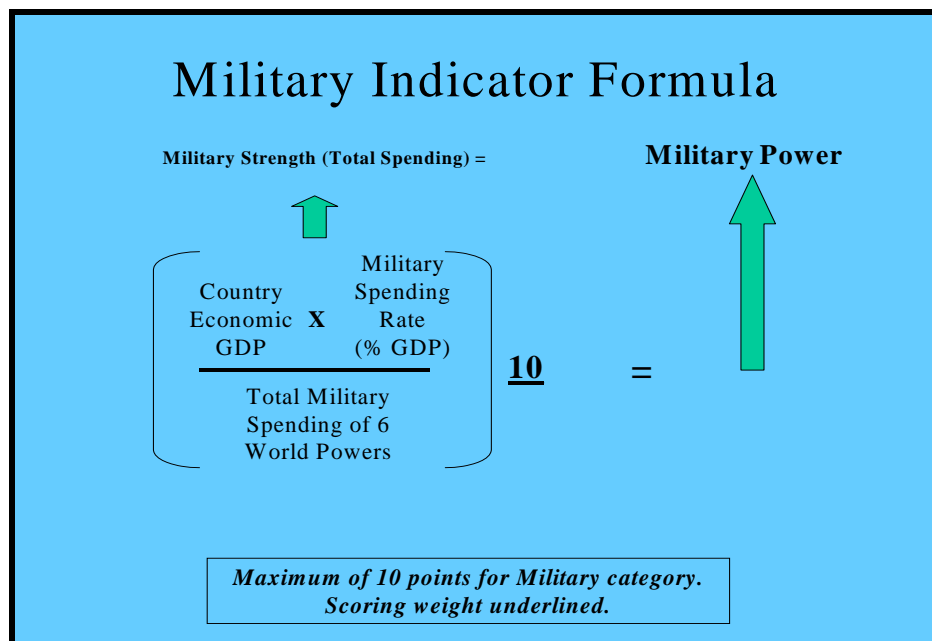 Military Indicator Formula
Military Strength (Total Spending) =
Military Power
Country
Economic
GDP
X
Military
Spending
Rate
(% GDP)
Total Military
Spending of 6
World Powers
10
=
Maximum of 10 points for Military category.
Scoring weight underlined.